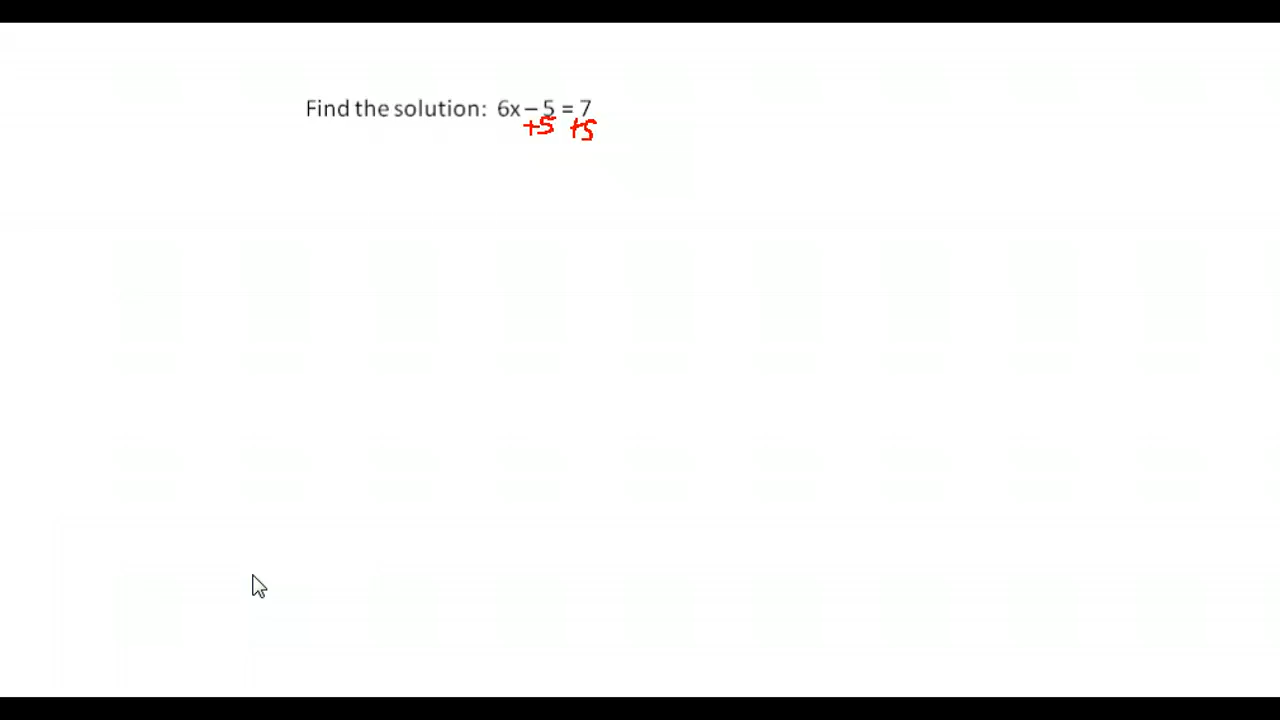 Find the solution: 6x – 5 = 7
+5 +5